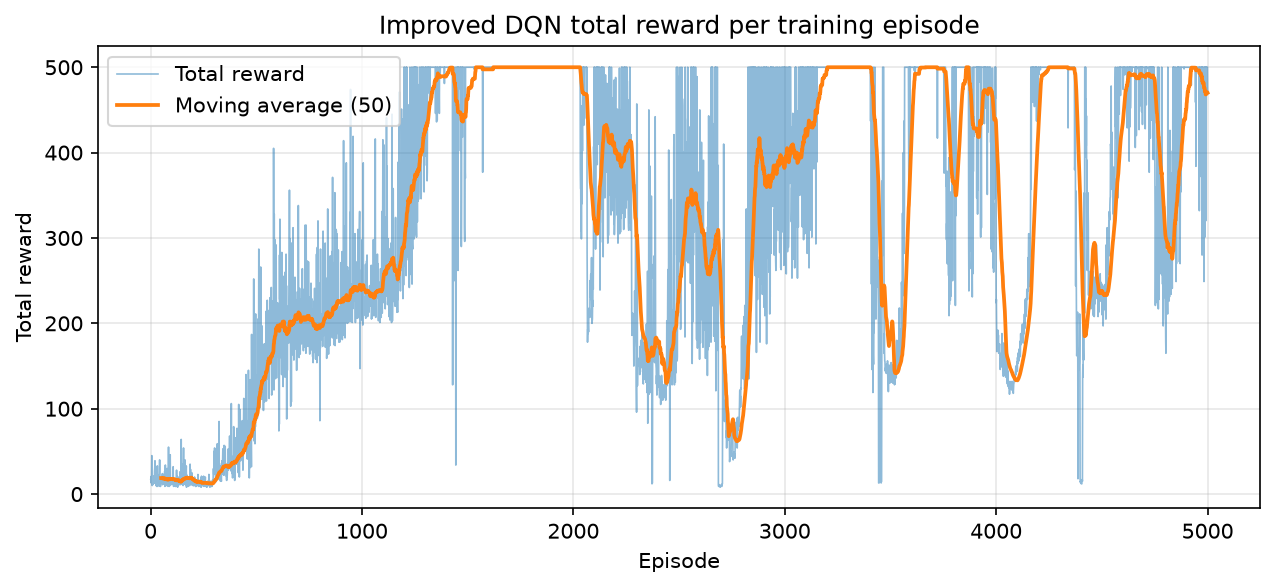 Improved DQN total reward per training episode
Total reward
Moving average (50)
Total reward
500
400
300
200
100
0
0 1000 2000 3000 4000 5000
Episode